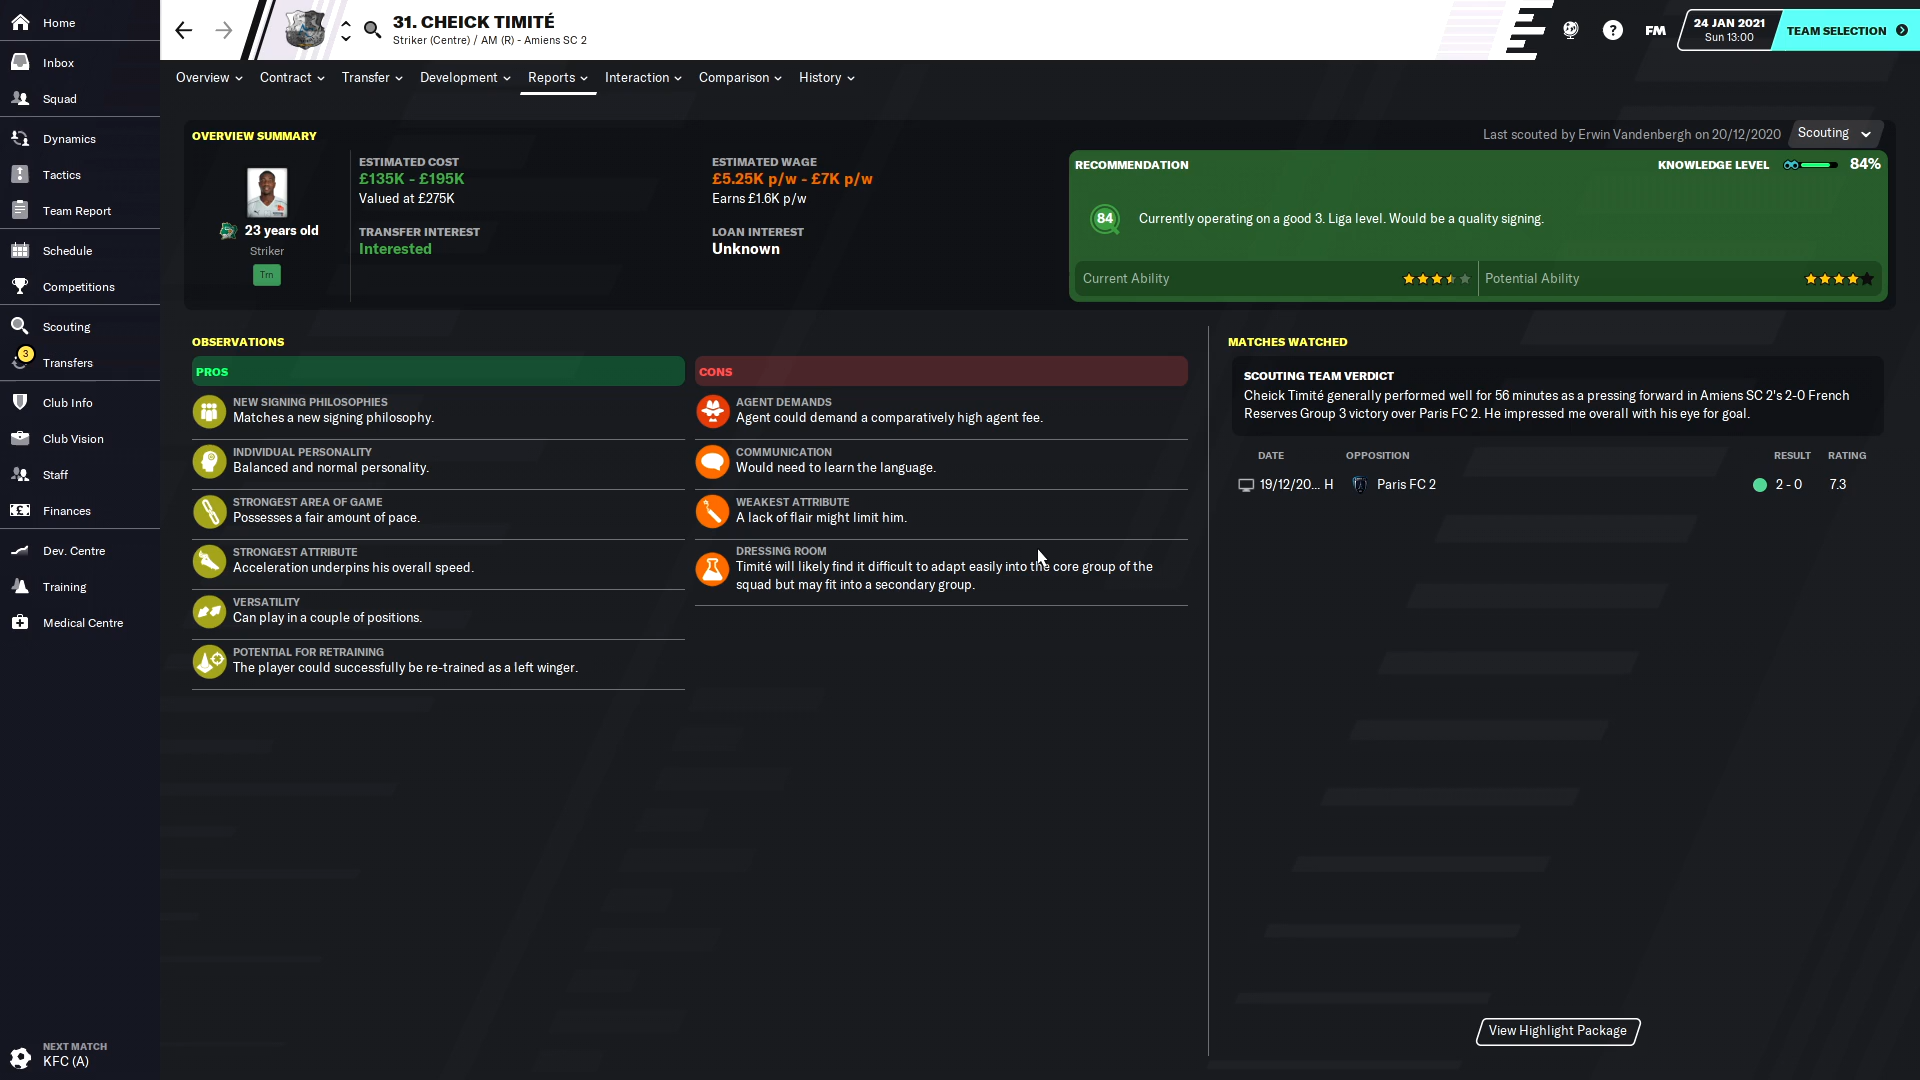 Home
Inbox
Squad
Dynamics
Tactics
Team Report
Schedule
Competitions
Scouting
3
Transfers
Club Info
Club Vision
Staff
Finances
Dev. Centre
Training
Medical Centre
NEXT MATCH
KFC (A)
31. CHEICK TIMITÉ
Striker (Centre) / AM (R) - Amiens SC 2
FM
24 JAN 2021
Sun 13:00
TEAM SELECTION
Overview Contract Transfer Development Reports Interaction Comparison History
OVERVIEW SUMMARY
Last scouted by Erwin Vandenbergh on 20/12/2020
Scouting
23 years old
Striker
Trn
ESTIMATED COST
£135K - £195K
Valued at £275K
TRANSFER INTEREST
Interested
ESTIMATED WAGE
£5.25K p/w - £7K p/w
Earns £1.6K p/w
LOAN INTEREST
Unknown
RECOMMENDATION
KNOWLEDGE LEVEL 84%
84
Currently operating on a good 3. Liga level. Would be a quality signing.
Current Ability
Potential Ability
OBSERVATIONS
PROS
NEW SIGNING PHILOSOPHIES
Matches a new signing philosophy.
INDIVIDUAL PERSONALITY
Balanced and normal personality.
STRONGEST AREA OF GAME
Possesses a fair amount of pace.
STRONGEST ATTRIBUTE
Acceleration underpins his overall speed.
VERSATILITY
Can play in a couple of positions.
POTENTIAL FOR RETRAINING
The player could successfully be re-trained as a left winger.
CONS
AGENT DEMANDS
Agent could demand a comparatively high agent fee.
COMMUNICATION
Would need to learn the language.
WEAKEST ATTRIBUTE
A lack of flair might limit him.
DRESSING ROOM
Timité will likely find it difficult to adapt easily into the core group of the
squad but may fit into a secondary group.
MATCHES WATCHED
SCOUTING TEAM VERDICT
Cheick Timité generally performed well for 56 minutes as a pressing forward in Amiens SC 2's 2-0 French
Reserves Group 3 victory over Paris FC 2. He impressed me overall with his eye for goal.
DATE OPPOSITION RESULT RATING
19/12/20... H Paris FC 2 2 - 0 7.3
View Highlight Package